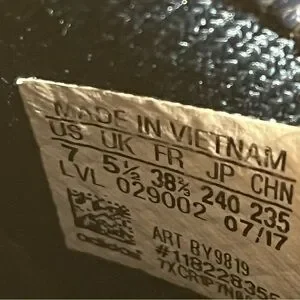 MADE IN VIETNAM
US UK FR JP CHN
7 5½ 38⅔ 240 235
LVL 029002 07/17
ART BY9819
adidas